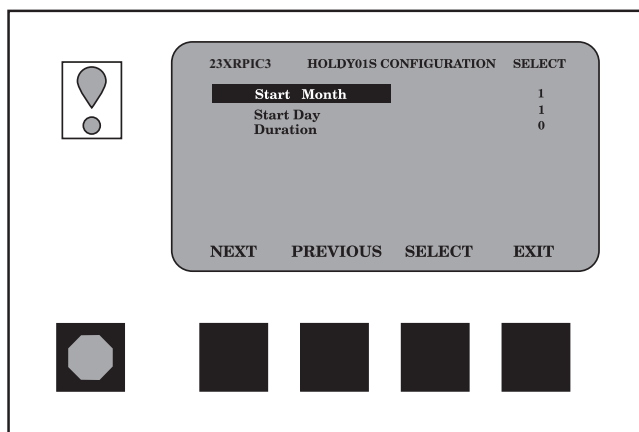 23XRPIC3 HOLDY01S CONFIGURATION SELECT
Start Month 1
Start Day 1
Duration 0
NEXT PREVIOUS SELECT EXIT